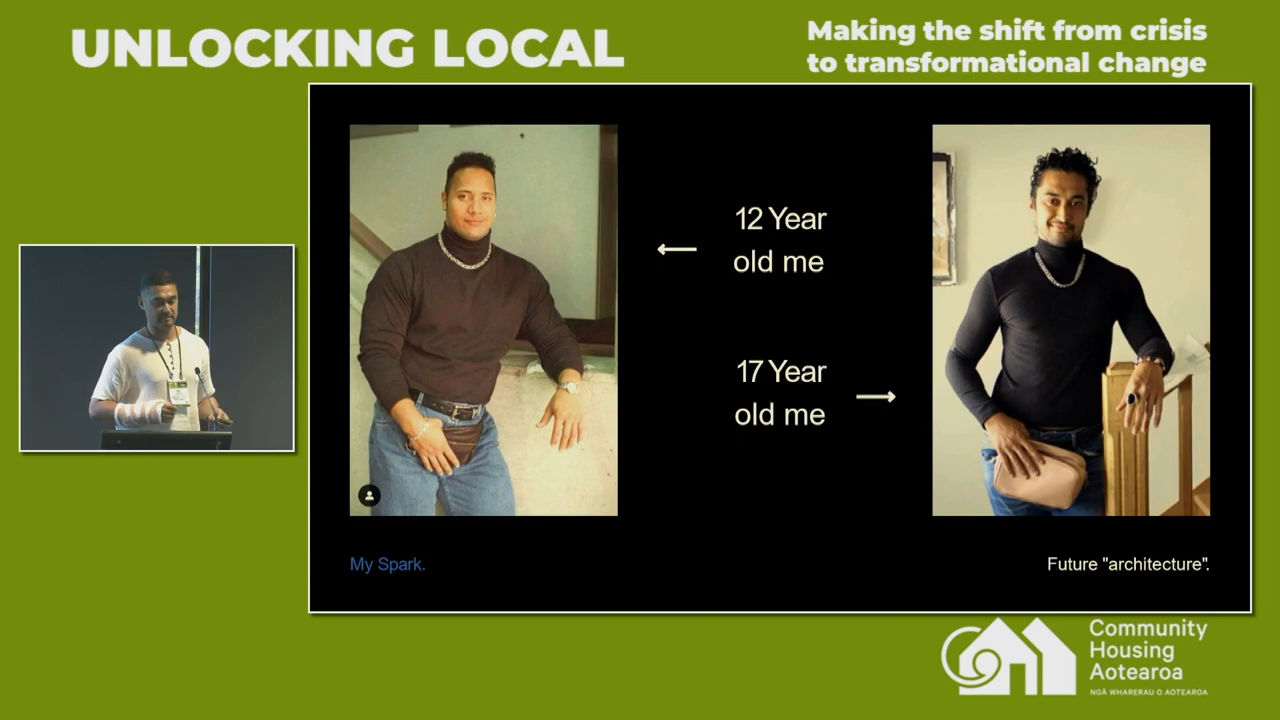 UNLOCKING LOCAL
Making the shift from crisis
to transformational change
12 Year
old me
17 Year
old me
My Spark.
Future "architecture".
Community
Housing
Aotearoa
NGĀ WHARERAU O AOTEAROA